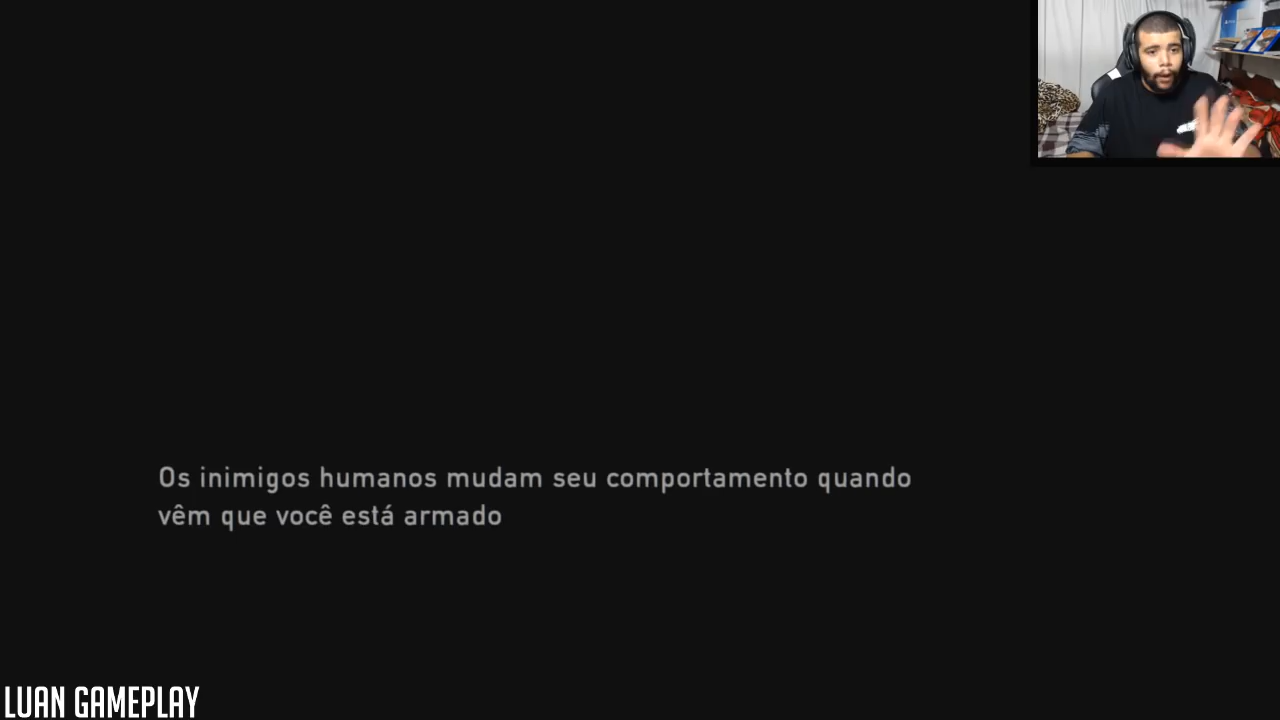 Os inimigos humanos mudam seu comportamento quando
vêm que você está armado
LUAN GAMEPLAY